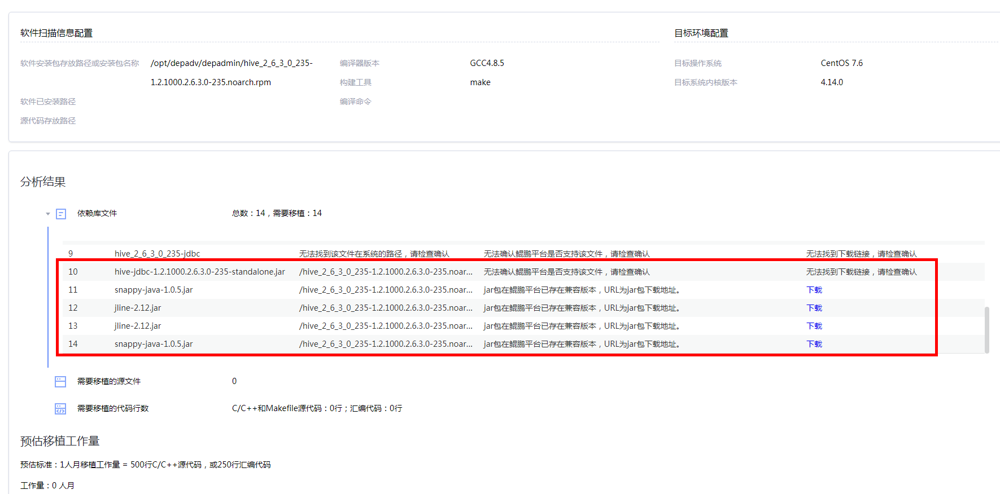 软件扫描信息配置
目标环境配置
软件安装包存放路径或安装包名称 /opt/depadv/depadmin/hive_2_6_3_0_235- 编译器版本 GCC4.8.5 目标操作系统 CentOS 7.6
1.2.1000.2.6.3.0-235.noarch.rpm 构建工具 make 目标系统内核版本 4.14.0
软件已安装路径 编译命令
源代码存放路径
分析结果
依赖库文件 总数：14，需要移植：14
9 hive_2_6_3_0_235-jdbc 无法找到该文件在系统的路径，请检查确认 无法确认鲲鹏平台是否支持该文件，请检查确认 无法找到下载链接，请检查确认
10 hive-jdbc-1.2.1000.2.6.3.0-235-standalone.jar /hive_2_6_3_0_235-1.2.1000.2.6.3.0-235.noar... 无法确认鲲鹏平台是否支持该文件，请检查确认 无法找到下载链接，请检查确认
11 snappy-java-1.0.5.jar /hive_2_6_3_0_235-1.2.1000.2.6.3.0-235.noar... jar包在鲲鹏平台已存在兼容版本，URL为jar包下载地址。 下载
12 jline-2.12.jar /hive_2_6_3_0_235-1.2.1000.2.6.3.0-235.noar... jar包在鲲鹏平台已存在兼容版本，URL为jar包下载地址。 下载
13 jline-2.12.jar /hive_2_6_3_0_235-1.2.1000.2.6.3.0-235.noar... jar包在鲲鹏平台已存在兼容版本，URL为jar包下载地址。 下载
14 snappy-java-1.0.5.jar /hive_2_6_3_0_235-1.2.1000.2.6.3.0-235.noar... jar包在鲲鹏平台已存在兼容版本，URL为jar包下载地址。 下载
需要移植的源文件 0
需要移植的代码行数 C/C++和Makefile源代码：0行；汇编代码：0行
预估移植工作量
预估标准：1人月移植工作量 = 500行C/C++源代码，或250行汇编代码
工作量：0 人月